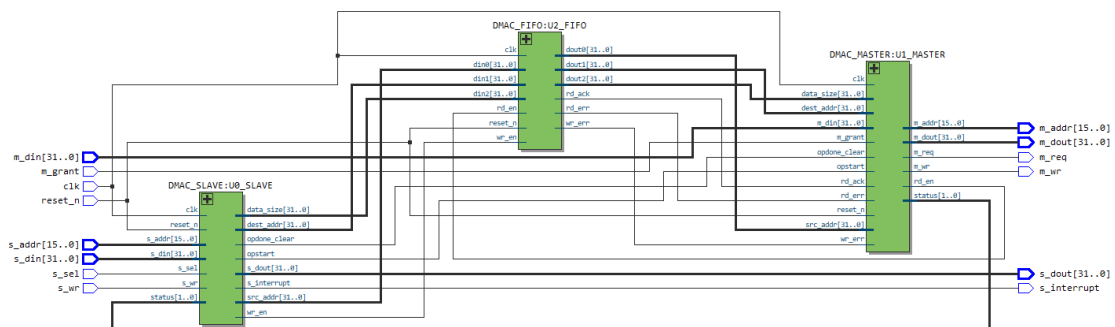 DMAC_FIFO:U2_FIFO
clk
din0[31..0]
din1[31..0]
din2[31..0]
rd_en
reset_n
wr_en
dout0[31..0]
dout1[31..0]
dout2[31..0]
rd_ack
rd_err
wr_err
DMAC_MASTER:U1_MASTER
clk
data_size[31..0]
dest_addr[31..0]
m_din[31..0]
m_grant
opdone_clear
opstart
rd_ack
rd_err
reset_n
src_addr[31..0]
wr_err
m_addr[15..0]
m_dout[31..0]
m_req
m_wr
rd_en
status[1..0]
m_addr[15..0]
m_dout[31..0]
m_req
m_wr
m_din[31..0]
m_grant
clk
reset_n
s_addr[15..0]
s_din[31..0]
s_sel
s_wr
DMAC_SLAVE:U0_SLAVE
clk
reset_n
s_addr[15..0]
s_din[31..0]
s_sel
s_wr
status[1..0]
data_size[31..0]
dest_addr[31..0]
opdone_clear
opstart
s_dout[31..0]
s_interrupt
src_addr[31..0]
wr_en
s_dout[31..0]
s_interrupt